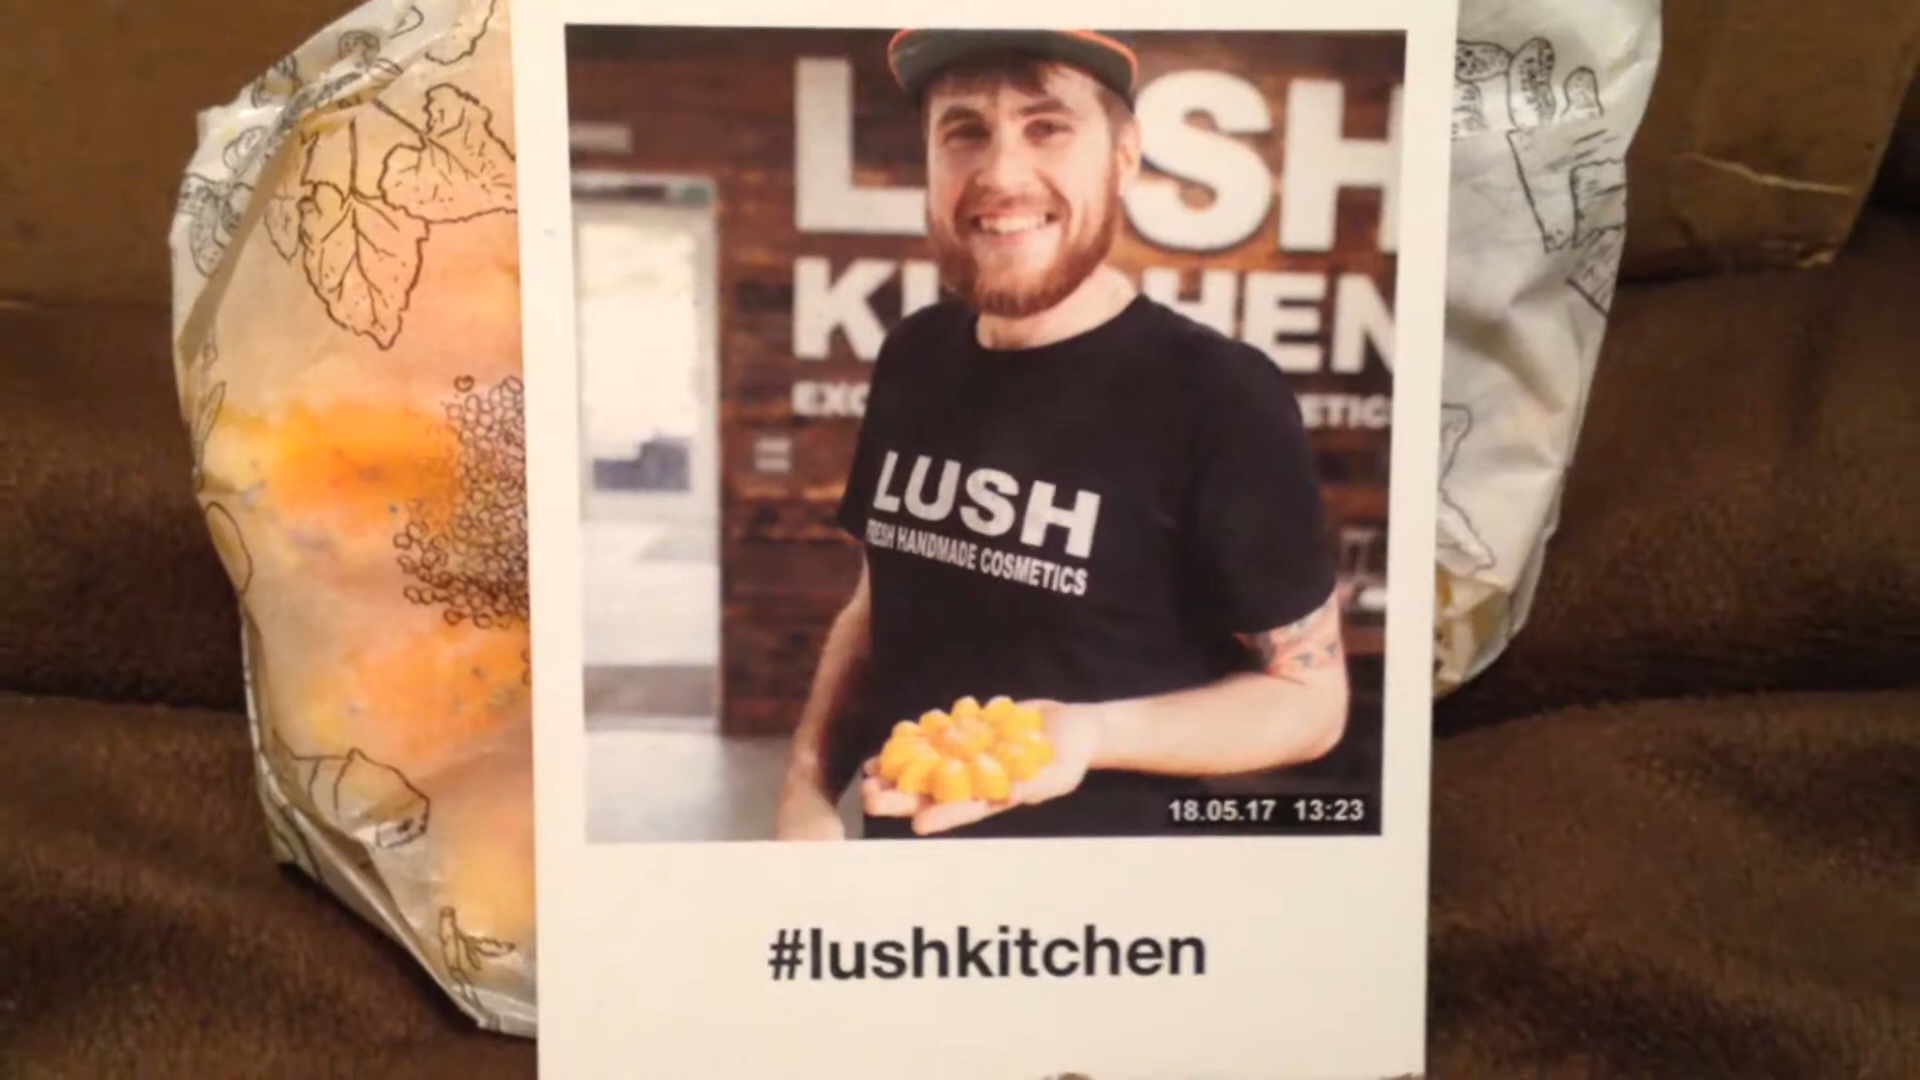 LUSH
KITCHEN
LUSH
FRESH HANDMADE COSMETICS
18.05.17 13:23
#lushkitchen